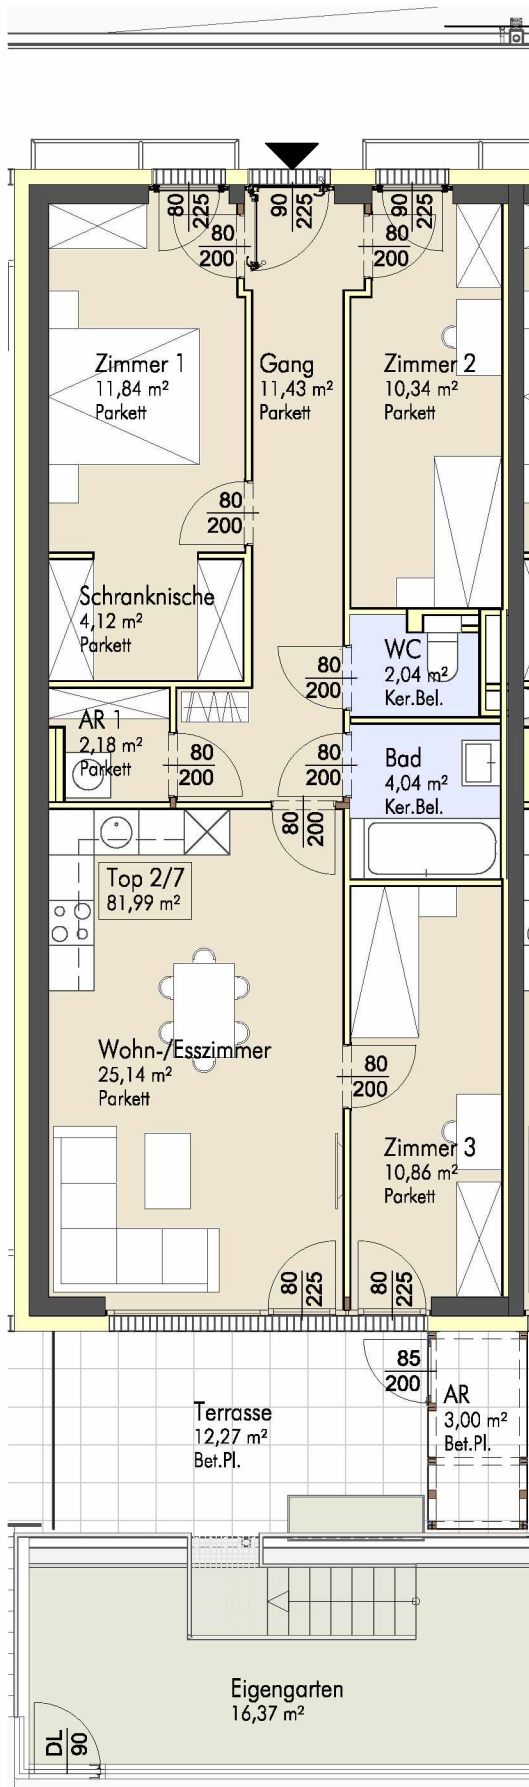 80
225
90
225
90
225
80
200
80
200
Zimmer 1
11,84 m²
Parkett
Gang
11,43 m²
Parkett
Zimmer 2
10,34 m²
Parkett
80
200
Schranknische
4,12 m²
Parkett
WC
2,04 m²
Ker.Bel.
80
200
AR 1
2,18 m²
Parkett
80
200
80
200
Bad
4,04 m²
Ker.Bel.
80
200
Top 2/7
81,99 m²
Wohn-/Esszimmer
25,14 m²
Parkett
80
200
Zimmer 3
10,86 m²
Parkett
80
225
80
225
85
200
AR
3,00 m²
Bet.Pl.
Terrasse
12,27 m²
Bet.Pl.
Eigengarten
16,37 m²
DL
90